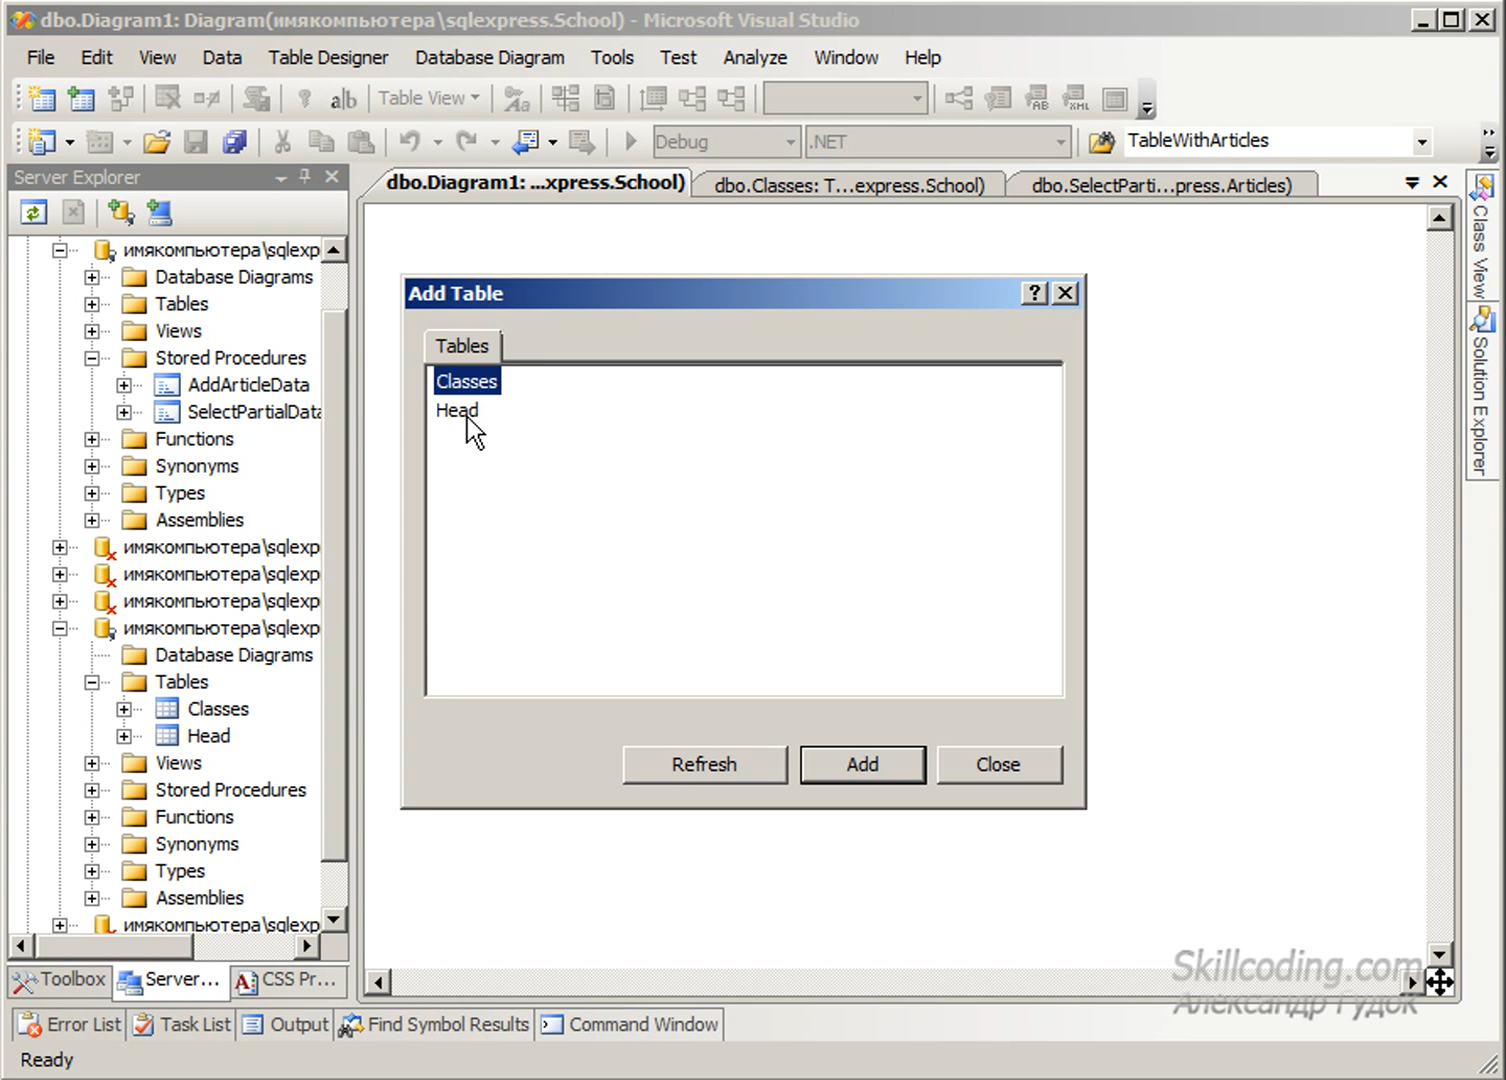 dbo.Diagram1: Diagram(имякомпьютера\sqlexpress.School) - Microsoft Visual Studio
File Edit View Data Table Designer Database Diagram Tools Test Analyze Window Help
a|b Table View
Debug .NET TableWithArticles
Server Explorer
dbo.Diagram1: ...xpress.School) dbo.Classes: T...express.School) dbo.SelectParti...press.Articles)
Class View
Solution Explorer
имякомпьютера\sqlexp
Database Diagrams
Tables
Views
Stored Procedures
AddArticleData
SelectPartialData
Functions
Synonyms
Types
Assemblies
имякомпьютера\sqlexp
имякомпьютера\sqlexp
имякомпьютера\sqlexp
имякомпьютера\sqlexp
Database Diagrams
Tables
Classes
Head
Views
Stored Procedures
Functions
Synonyms
Types
Assemblies
имякомпьютера\sqlexp
Add Table
Tables
Classes
Head
Refresh Add Close
Skillcoding.com
Александр Гудок
Toolbox Server... CSS Pr...
Error List Task List Output Find Symbol Results Command Window
Ready